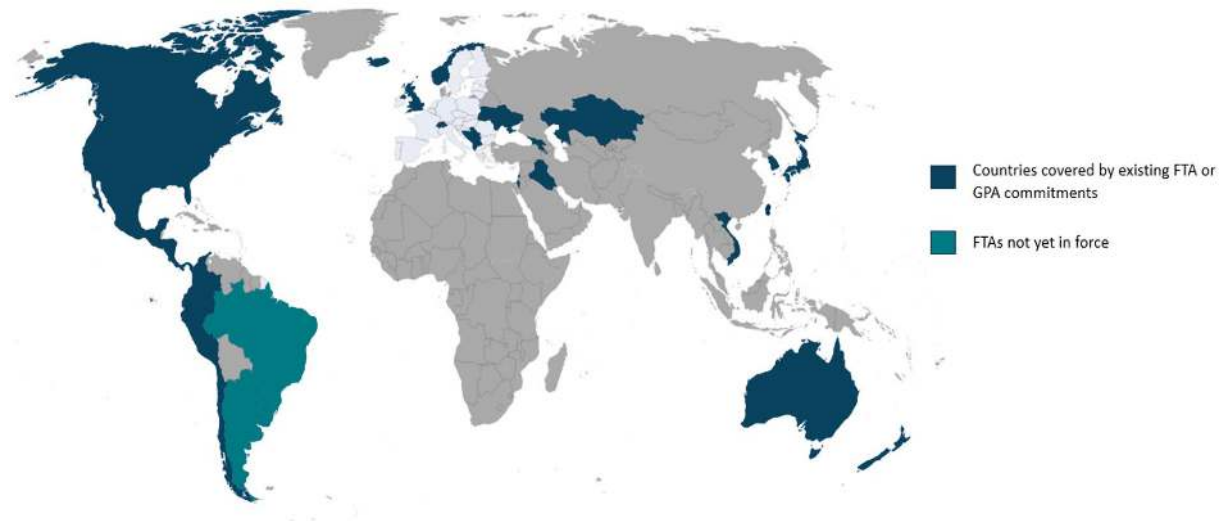 Countries covered by existing FTA or
GPA commitments
FTAs not yet in force